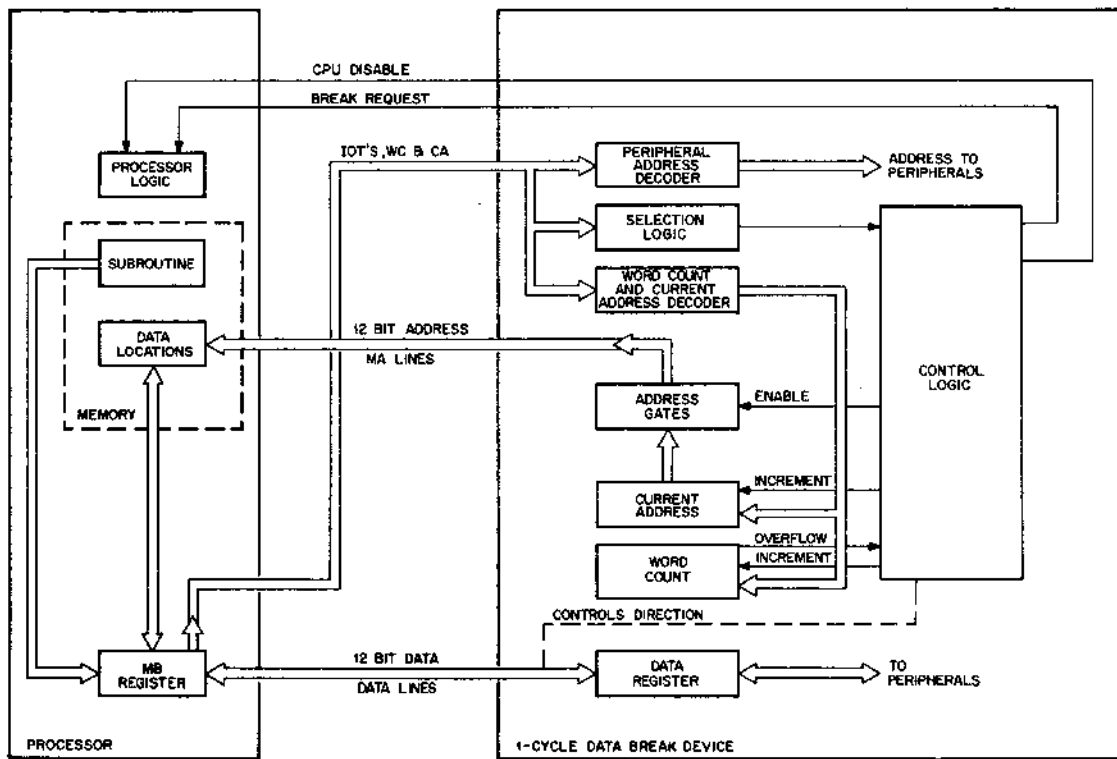 CPU DISABLE
BREAK REQUEST
IOT'S, WC & CA
PROCESSOR
LOGIC
PERIPHERAL
ADDRESS
DECODER
ADDRESS TO
PERIPHERALS
SELECTION
LOGIC
SUBROUTINE
WORD COUNT
AND CURRENT
ADDRESS DECODER
12 BIT ADDRESS
MA LINES
DATA
LOCATIONS
MEMORY
CONTROL
LOGIC
ADDRESS
GATES
ENABLE
CURRENT
ADDRESS
INCREMENT
OVERFLOW
INCREMENT
WORD
COUNT
CONTROLS DIRECTION
MB
REGISTER
12 BIT DATA
DATA LINES
DATA
REGISTER
TO
PERIPHERALS
PROCESSOR
1-CYCLE DATA BREAK DEVICE